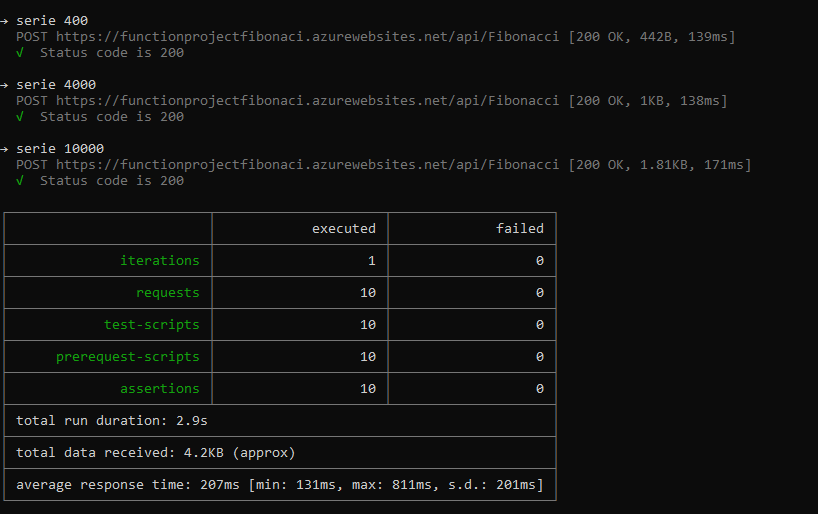 → serie 400
POST https://functionprojectfibonaci.azurewebsites.net/api/Fibonacci [200 OK, 442B, 139ms]
√ Status code is 200
→ serie 4000
POST https://functionprojectfibonaci.azurewebsites.net/api/Fibonacci [200 OK, 1KB, 138ms]
√ Status code is 200
→ serie 10000
POST https://functionprojectfibonaci.azurewebsites.net/api/Fibonacci [200 OK, 1.81KB, 171ms]
√ Status code is 200
executed failed
iterations 1 0
requests 10 0
test-scripts 10 0
prerequest-scripts 10 0
assertions 10 0
total run duration: 2.9s
total data received: 4.2KB (approx)
average response time: 207ms [min: 131ms, max: 811ms, s.d.: 201ms]